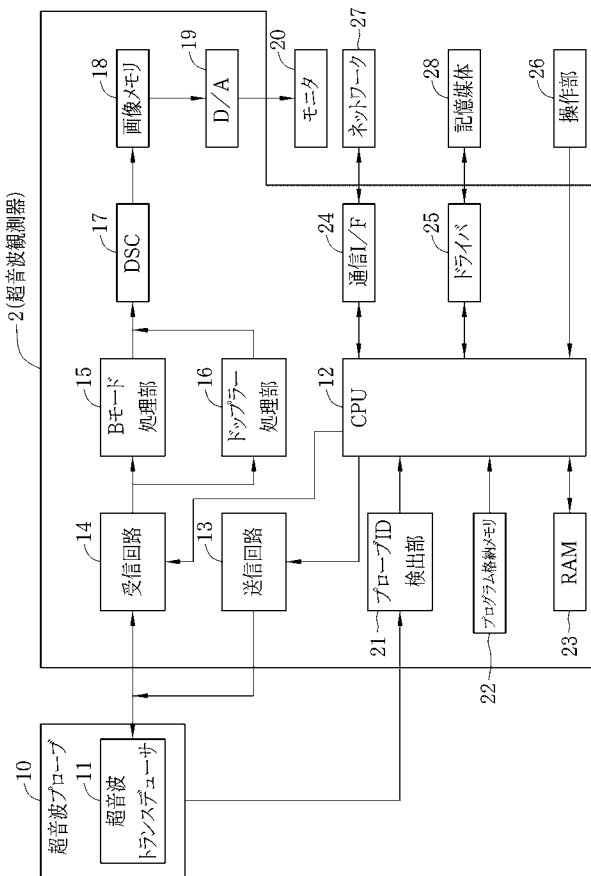 2(超音波観測器)
10
超音波プローブ
11
超音波
トランスデューサ
14
受信回路
15
Bモード
処理部
17
DSC
18
画像メモリ
19
D/A
20
モニタ
13
送信回路
16
ドップラー
処理部
12
CPU
24
通信I/F
27
ネットワーク
25
ドライバ
28
記憶媒体
26
操作部
プローブID
検出部
21
プログラム格納メモリ
22
RAM
23